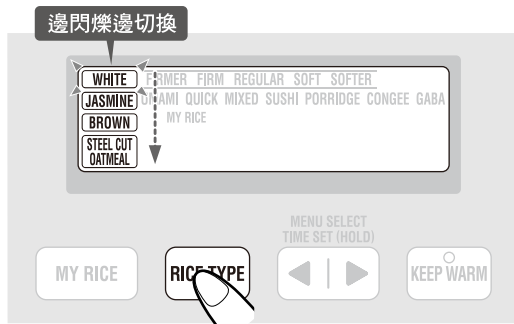 邊閃爍邊切換
WHITE FIRMER FIRM REGULAR SOFT SOFTER
JASMINE UMAMI QUICK MIXED SUSHI PORRIDGE CONGEE GABA
BROWN MY RICE
STEEL CUT
OATMEAL
MENU SELECT
TIME SET (HOLD)
MY RICE RICE TYPE KEEP WARM